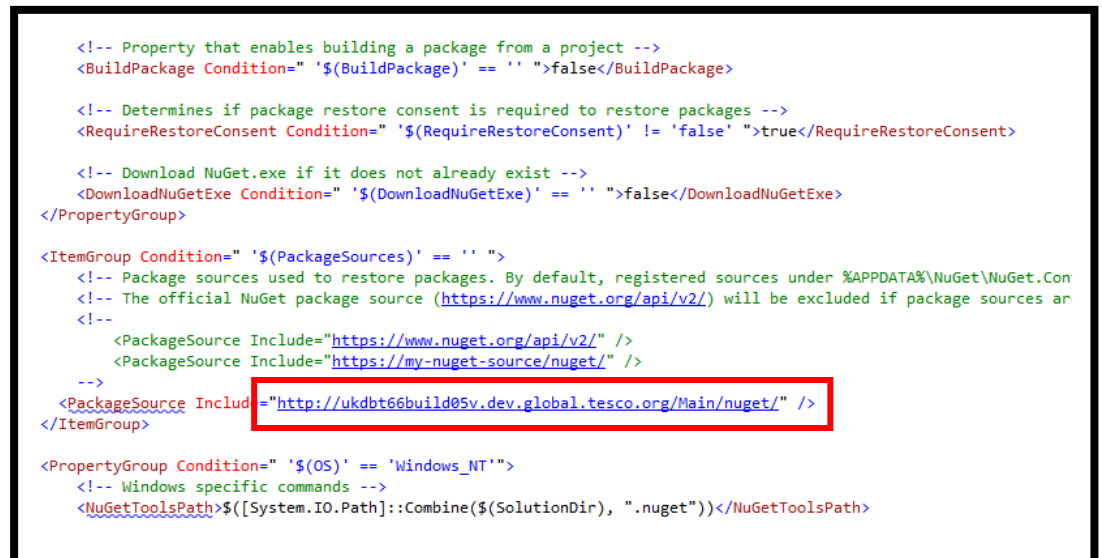 <!-- Property that enables building a package from a project -->
<BuildPackage Condition=" '$(BuildPackage)' == '' ">false</BuildPackage>
<!-- Determines if package restore consent is required to restore packages -->
<RequireRestoreConsent Condition=" '$(RequireRestoreConsent)' != 'false' ">true</RequireRestoreConsent>
<!-- Download NuGet.exe if it does not already exist -->
<DownloadNuGetExe Condition=" '$(DownloadNuGetExe)' == '' ">false</DownloadNuGetExe>
</PropertyGroup>
<ItemGroup Condition=" '$(PackageSources)' == '' ">
<!-- Package sources used to restore packages. By default, registered sources under %APPDATA%\NuGet\NuGet.Con
<!-- The official NuGet package source (https://www.nuget.org/api/v2/) will be excluded if package sources ar
<!--
<PackageSource Include="https://www.nuget.org/api/v2/" />
<PackageSource Include="https://my-nuget-source/nuget/" />
-->
<PackageSource Includ="http://ukdbt66build05v.dev.global.tesco.org/Main/nuget/" />
</ItemGroup>
<PropertyGroup Condition=" '$(OS)' == 'Windows_NT'">
<!-- Windows specific commands -->
<NuGetToolsPath>$([System.IO.Path]::Combine($(SolutionDir), ".nuget"))</NuGetToolsPath>